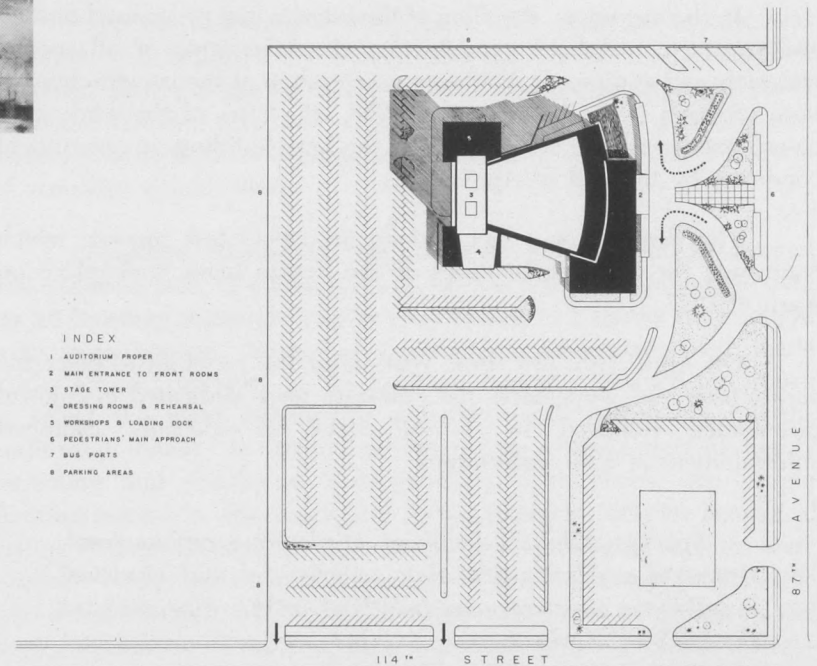 8
7
5
3
2
6
8
4
INDEX
1 AUDITORIUM PROPER
2 MAIN ENTRANCE TO FRONT ROOMS
3 STAGE TOWER
4 DRESSING ROOMS & REHEARSAL
5 WORKSHOPS & LOADING DOCK
6 PEDESTRIANS' MAIN APPROACH
7 BUS PORTS
8 PARKING AREAS
8
8
87TH AVENUE
114TH STREET